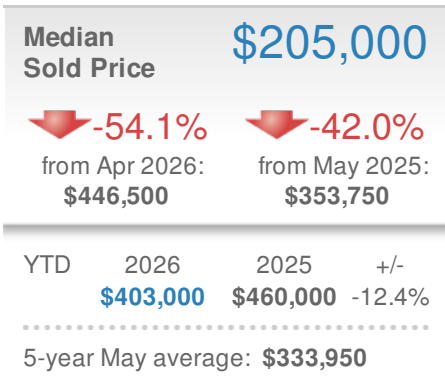 Median Sold Price $205,000
-54.1% -42.0%
from Apr 2026: from May 2025:
$446,500 $353,750
YTD 2026 2025 +/-
$403,000 $460,000 -12.4%
5-year May average: $333,950